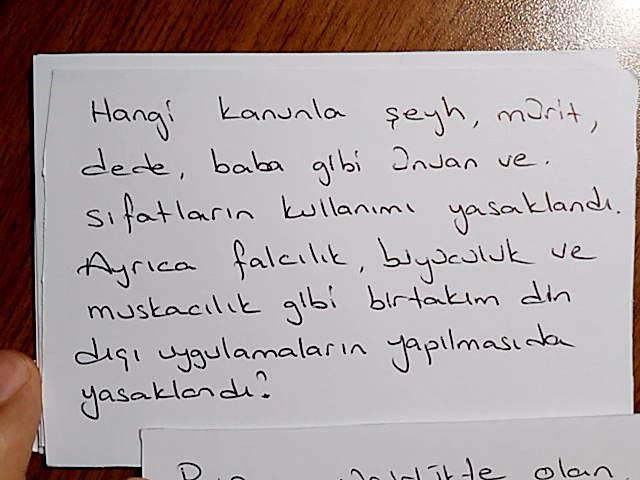 Hangi kanunla şeyh, mürit,
dede, baba gibi ünvan ve.
sıfatların kullanımı yasaklandı.
Ayrıca falcılık, büyücülük ve
muskacılık gibi birtakım din
dışı uygulamaların yapılmasıda
yasaklandı?
olan